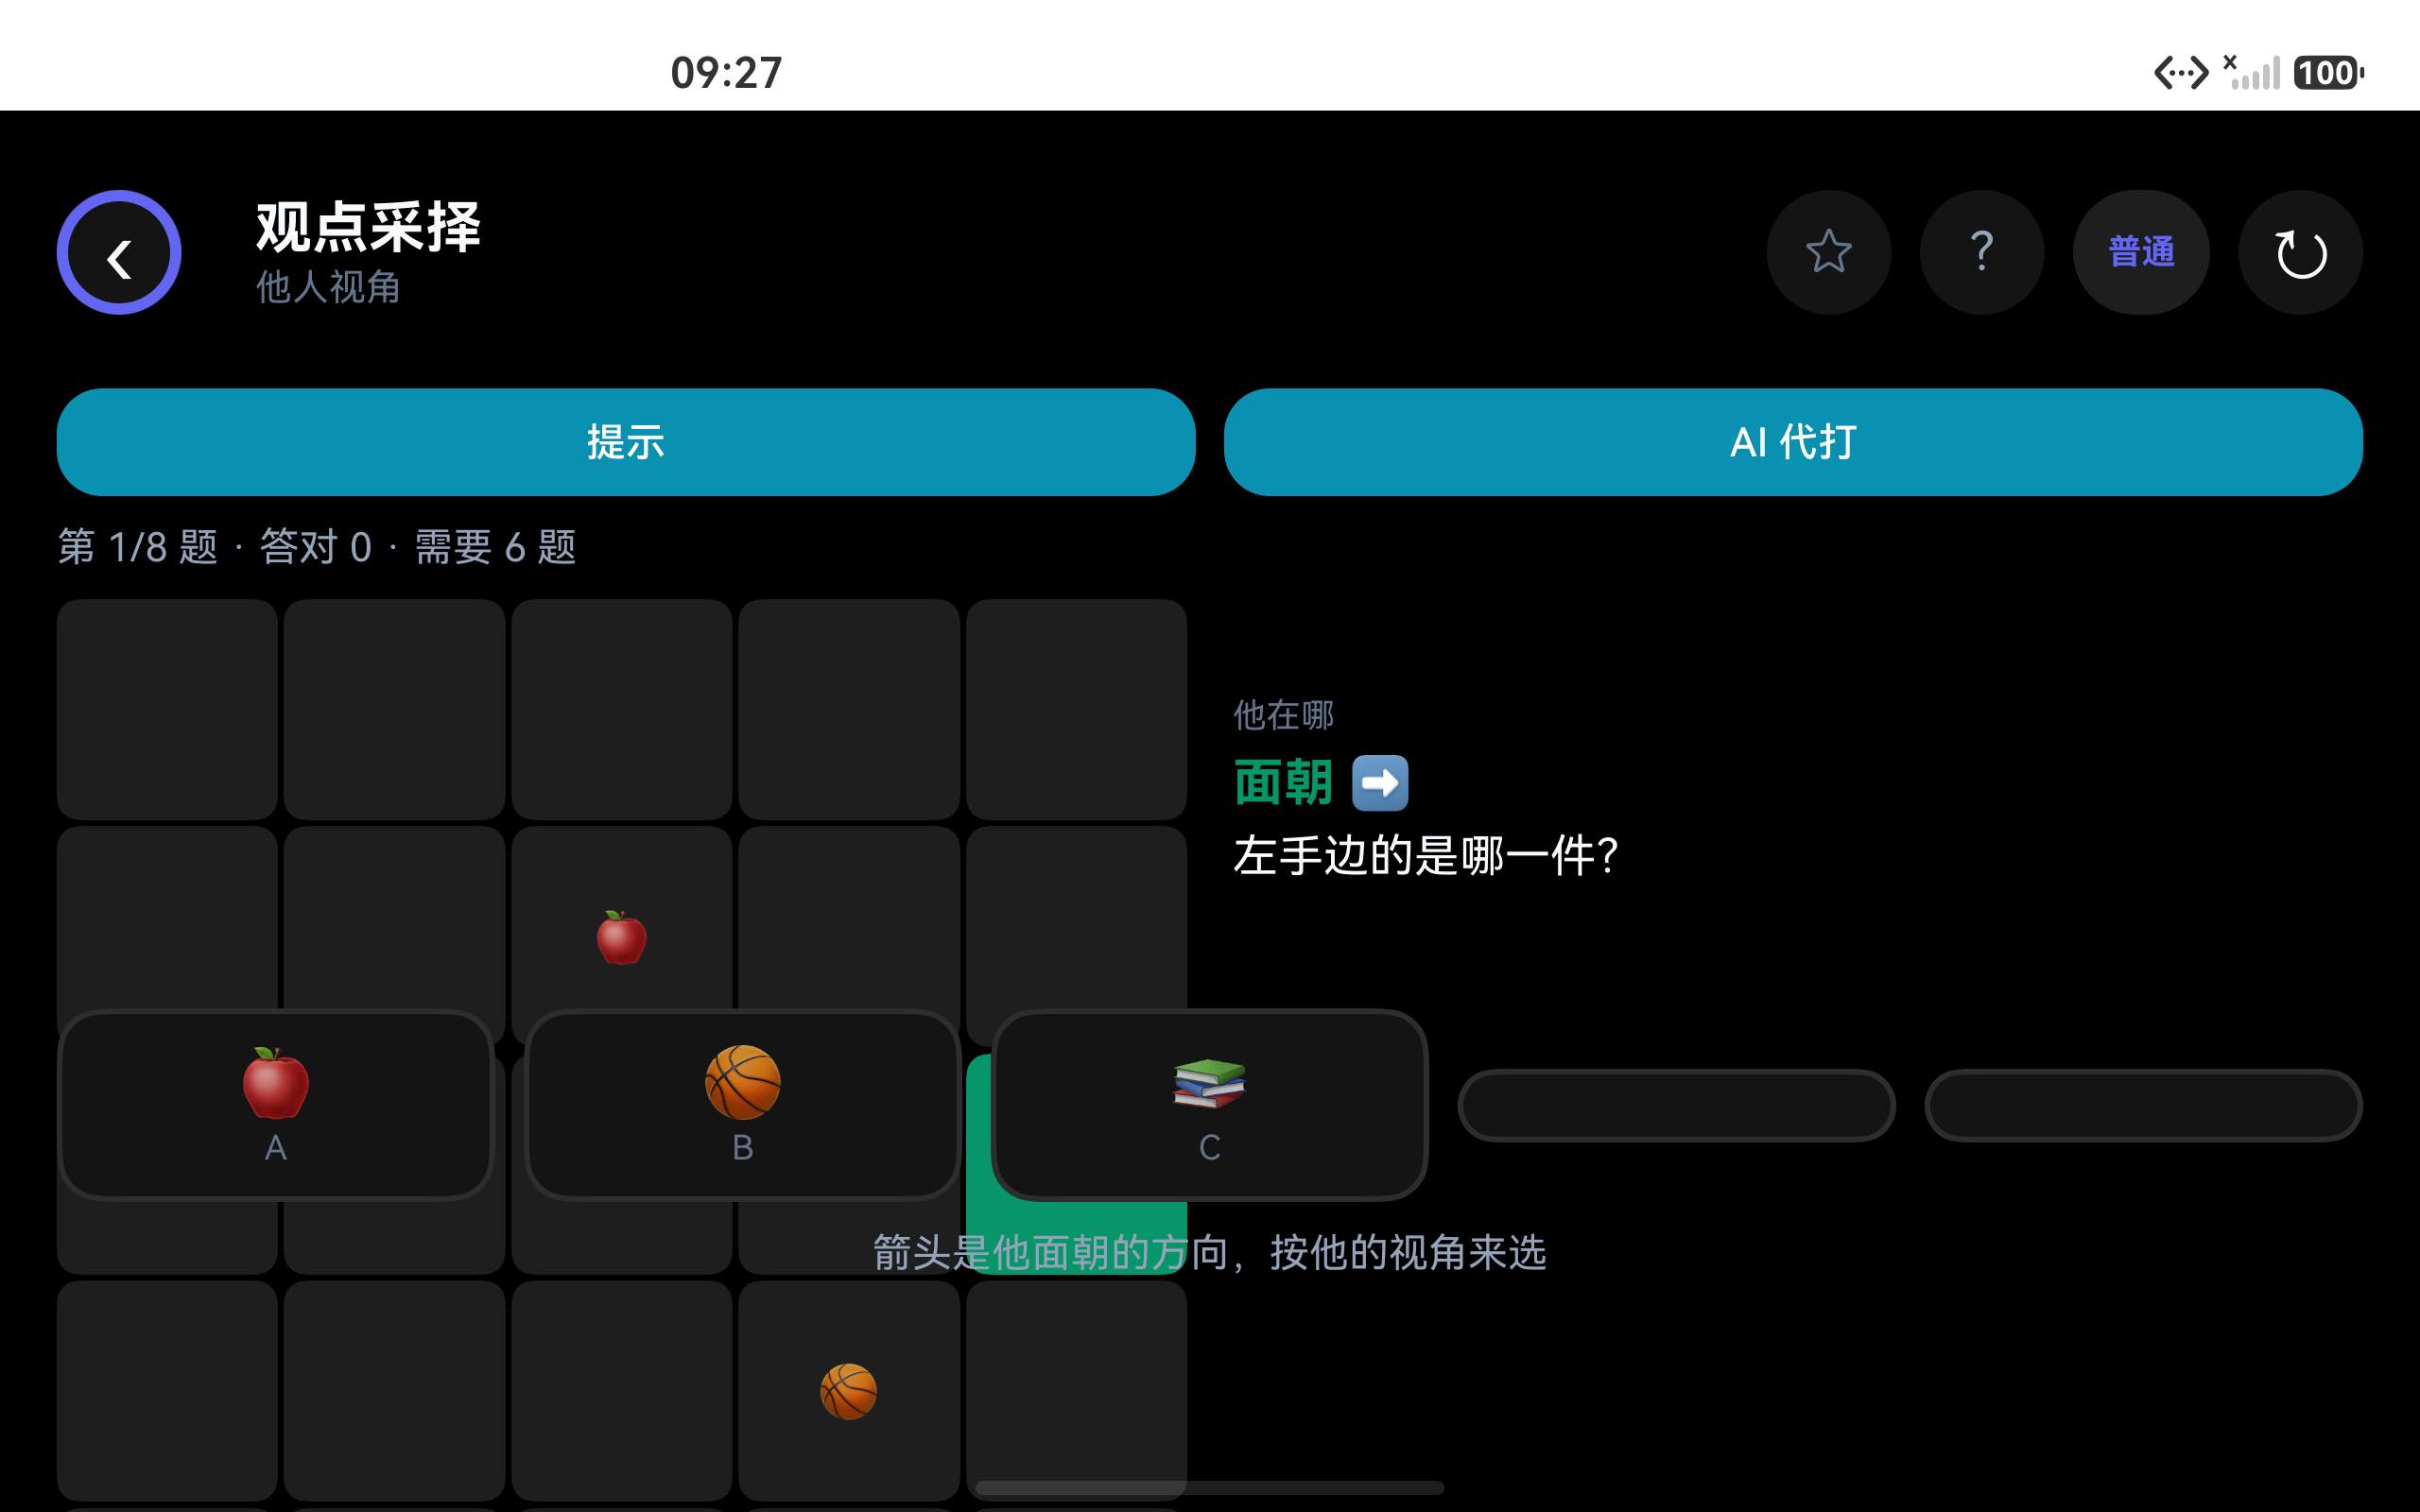 09:27
100
观点采择
他人视角
?
普通
提示
AI 代打
第 1/8 题 · 答对 0 · 需要 6 题
他在哪
面朝 ➡️
左手边的是哪一件?
A
B
C
箭头是他面朝的方向，按他的视角来选